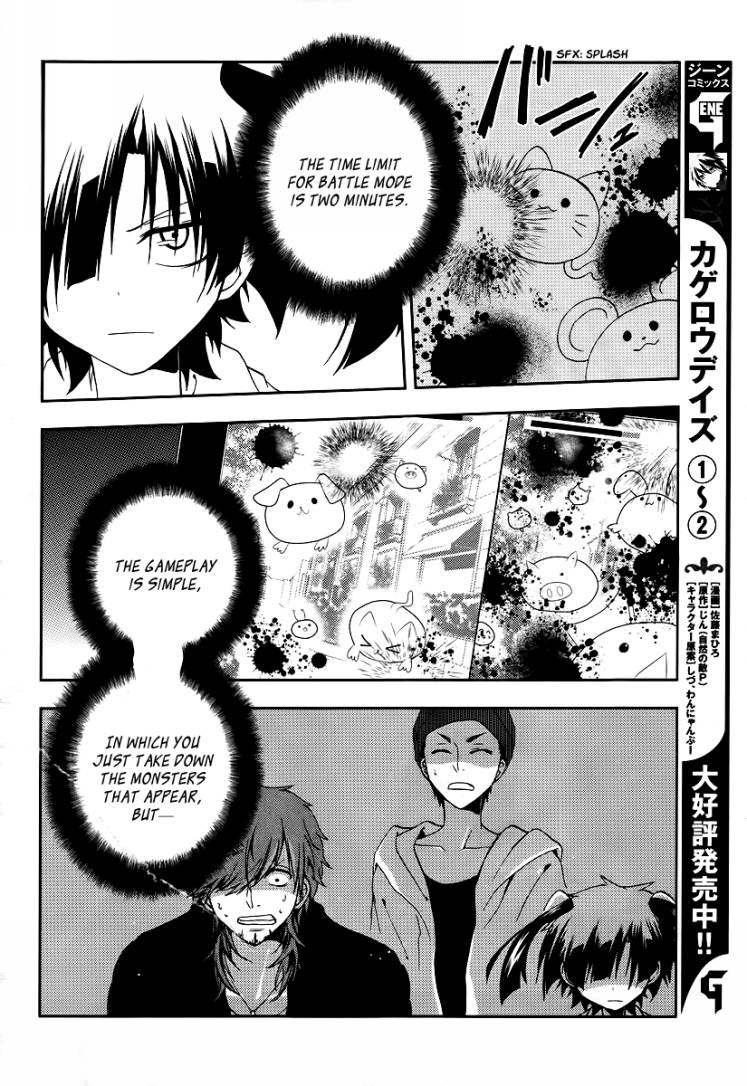 SFX: SPLASH
バババッ
THE TIME LIMIT
FOR BATTLE MODE
IS TWO MINUTES.
THE GAMEPLAY
IS SIMPLE,
IN WHICH YOU
JUST TAKE DOWN
THE MONSTERS
THAT APPEAR,
BUT—
ジーン
コミックス
ENE
G
カゲロウデイズ ①〜②
[漫画]佐藤まひろ
[原作]じん(自然の敵P)
[キャラクター原案]しづ わんにゃんぷー
大好評発売中!!
G